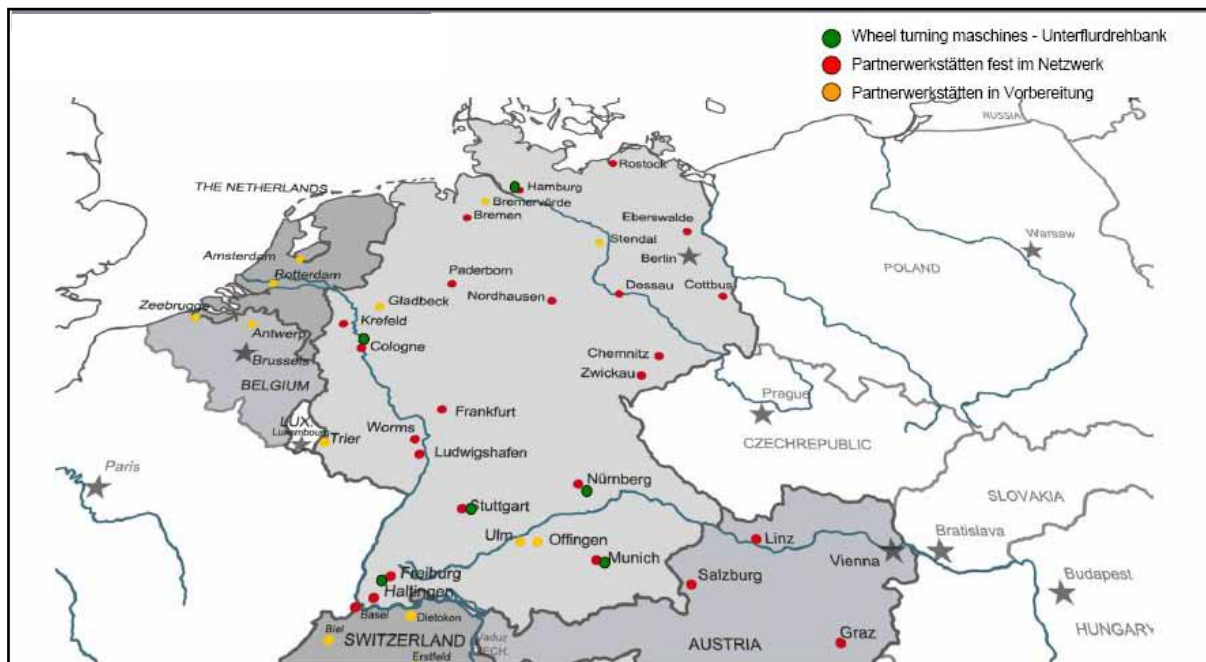 Wheel turning maschines - Unterflurdrehbank
Partnerwerkstätten fest im Netzwerk
Partnerwerkstätten in Vorbereitung
RUSSIA
Rostock
THE NETHERLANDS
Hamburg
Bremervörde
Bremen
Eberswalde
Stendal
Warsaw
Amsterdam
Berlin
POLAND
Rotterdam
Paderborn
Dessau
Cottbus
Nordhausen
Zeebrugge
Gladbeck
Krefeld
Antwerp
Cologne
Brussels
Chemnitz
Zwickau
BELGIUM
Prague
Frankfurt
LUX.
Luxembourg
Worms
Trier
CZECHREPUBLIC
Ludwigshafen
Paris
Nürnberg
SLOVAKIA
Stuttgart
Bratislava
Ulm
Offingen
Linz
Vienna
Munich
Freiburg
Salzburg
Budapest
Haltingen
Basel
Dietokon
Biel
SWITZERLAND
Vaduz
ECH.
Erstfeld
AUSTRIA
Graz
HUNGARY